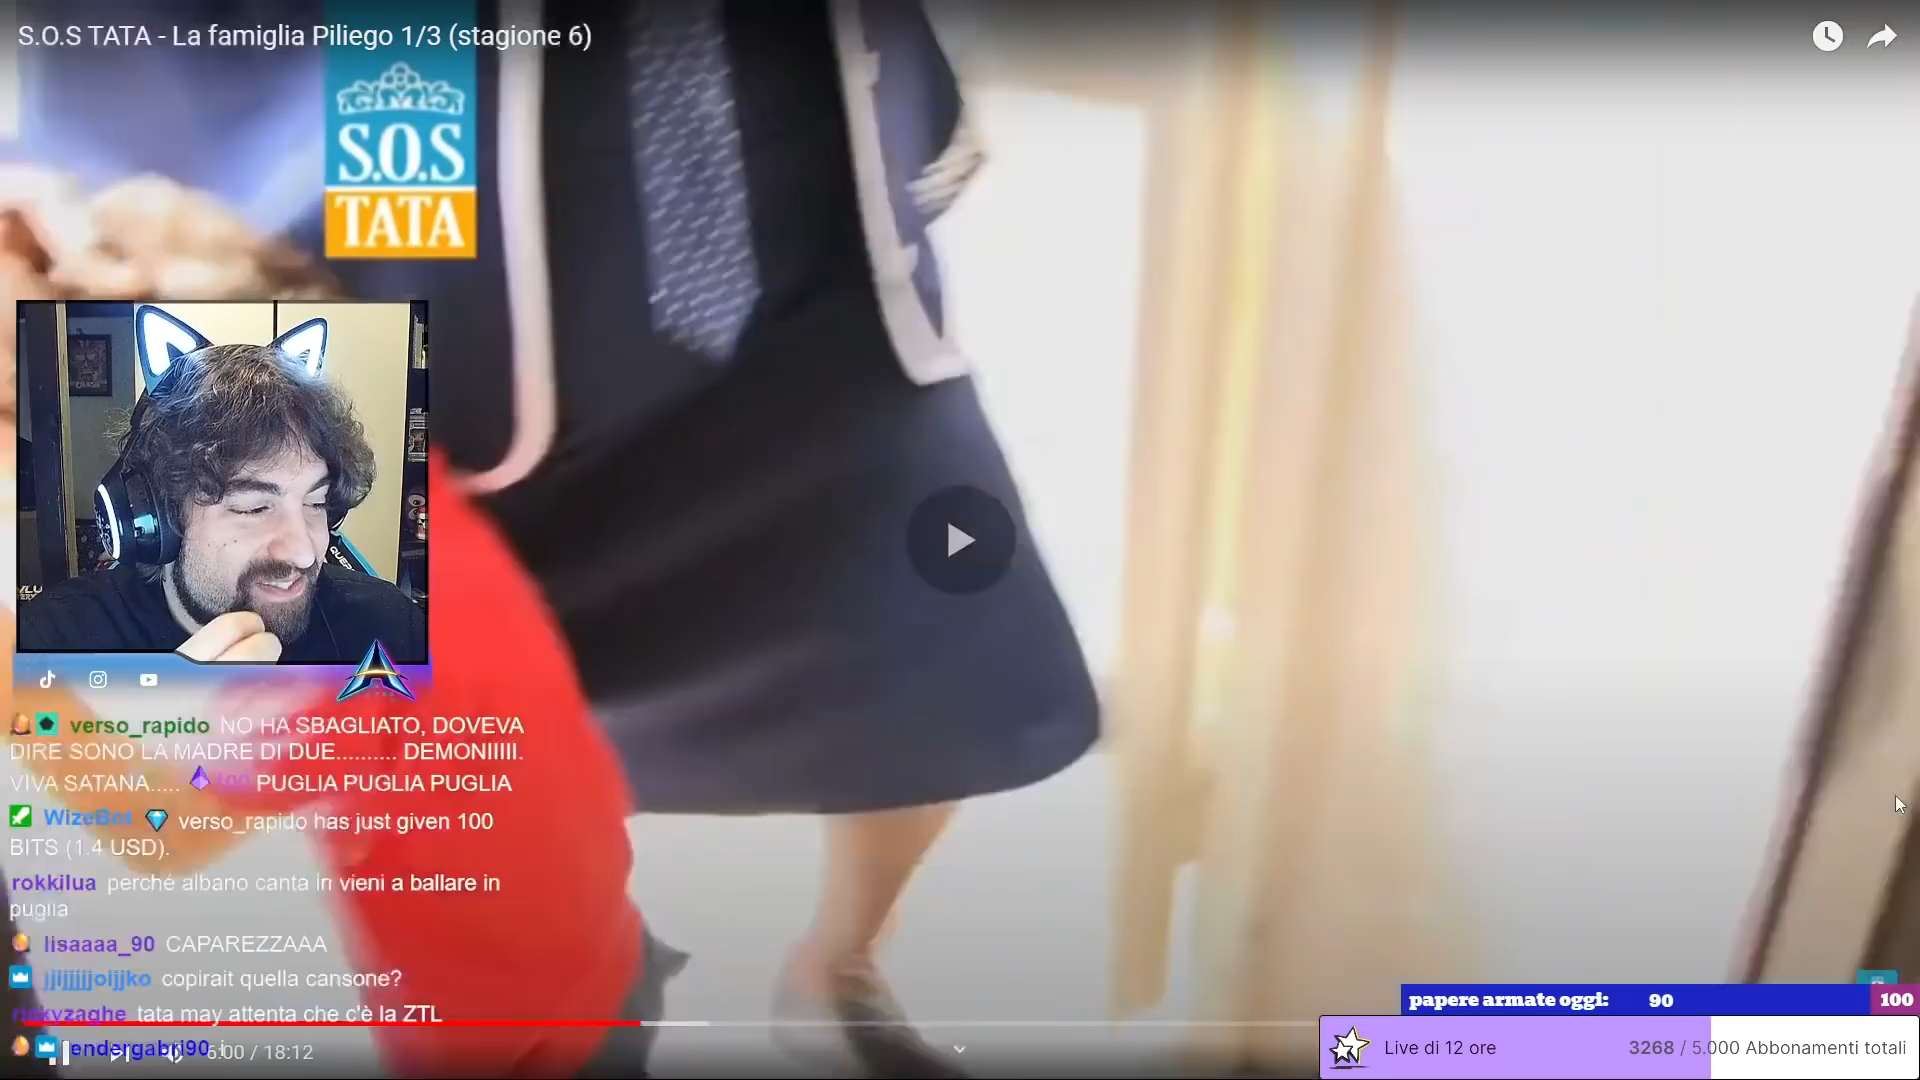 S.O.S TATA - La famiglia Piliego 1/3 (stagione 6)
S.O.S
TATA
verso_rapido NO HA SBAGLIATO, DOVEVA
DIRE SONO LA MADRE DI DUE.......... DEMONIIIII.
VIVA SATANA..... 100 PUGLIA PUGLIA PUGLIA
WizeBot verso_rapido has just given 100
BITS (1.4 USD).
rokkilua perché albano canta in vieni a ballare in
puglia
lisaaaa_90 CAPAREZZAAA
copirait quella cansone?
rickyzaghe tata may attenta che c'è la ZTL
endergabri90 i
6:00 / 18:12
papere armate oggi: 90 100
Live di 12 ore 3268 / 5.000 Abbonamenti totali